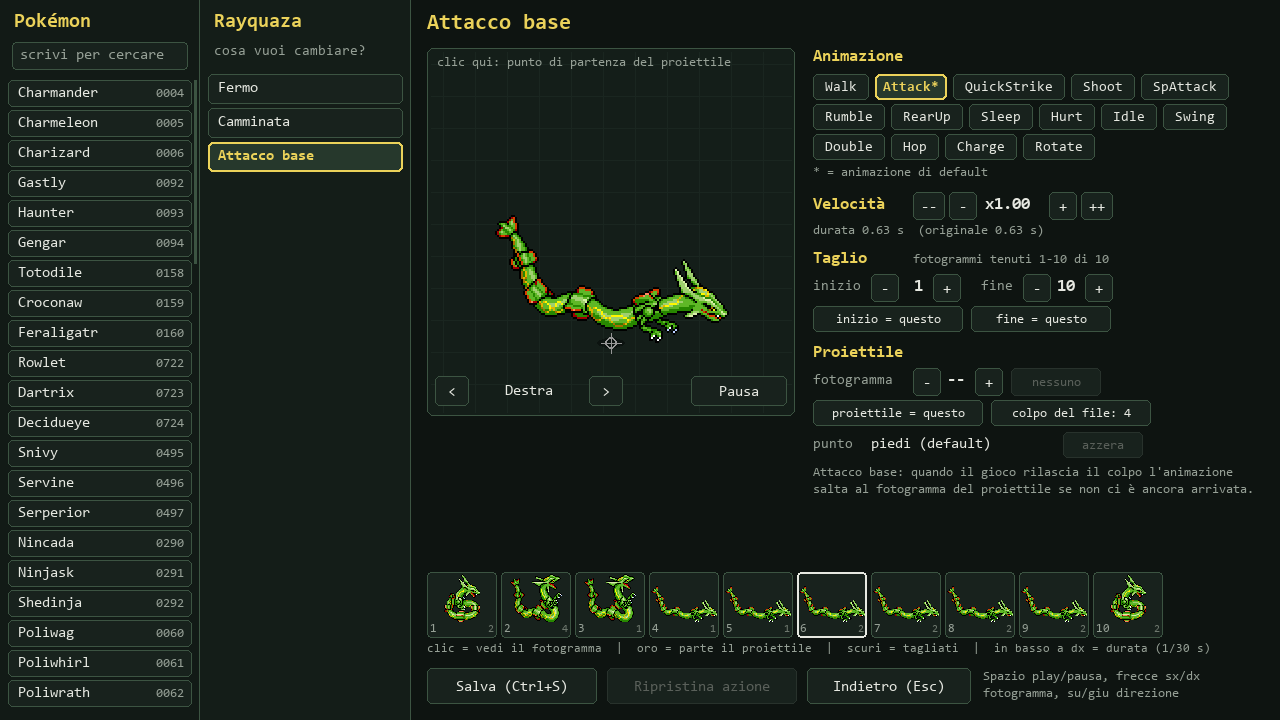 Pokémon
scrivi per cercare
Charmander 0004
Charmeleon 0005
Charizard 0006
Gastly 0092
Haunter 0093
Gengar 0094
Totodile 0158
Croconaw 0159
Feraligatr 0160
Rowlet 0722
Dartrix 0723
Decidueye 0724
Snivy 0495
Servine 0496
Serperior 0497
Nincada 0290
Ninjask 0291
Shedinja 0292
Poliwag 0060
Poliwhirl 0061
Poliwrath 0062
Rayquaza
cosa vuoi cambiare?
Fermo
Camminata
Attacco base
Attacco base
clic qui: punto di partenza del proiettile
< Destra > Pausa
Animazione
Walk Attack* QuickStrike Shoot SpAttack
Rumble RearUp Sleep Hurt Idle Swing
Double Hop Charge Rotate
* = animazione di default
Velocità -- - x1.00 + ++
durata 0.63 s (originale 0.63 s)
Taglio fotogrammi tenuti 1-10 di 10
inizio - 1 + fine - 10 +
inizio = questo fine = questo
Proiettile
fotogramma - -- + nessuno
proiettile = questo colpo del file: 4
punto piedi (default) azzera
Attacco base: quando il gioco rilascia il colpo l'animazione
salta al fotogramma del proiettile se non ci è ancora arrivata.
1 2 2 4 3 1 4 1 5 1 6 2 7 2 8 2 9 2 10 2
clic = vedi il fotogramma | oro = parte il proiettile | scuri = tagliati | in basso a dx = durata (1/30 s)
Salva (Ctrl+S) Ripristina azione Indietro (Esc)
Spazio play/pausa, frecce sx/dx
fotogramma, su/giu direzione